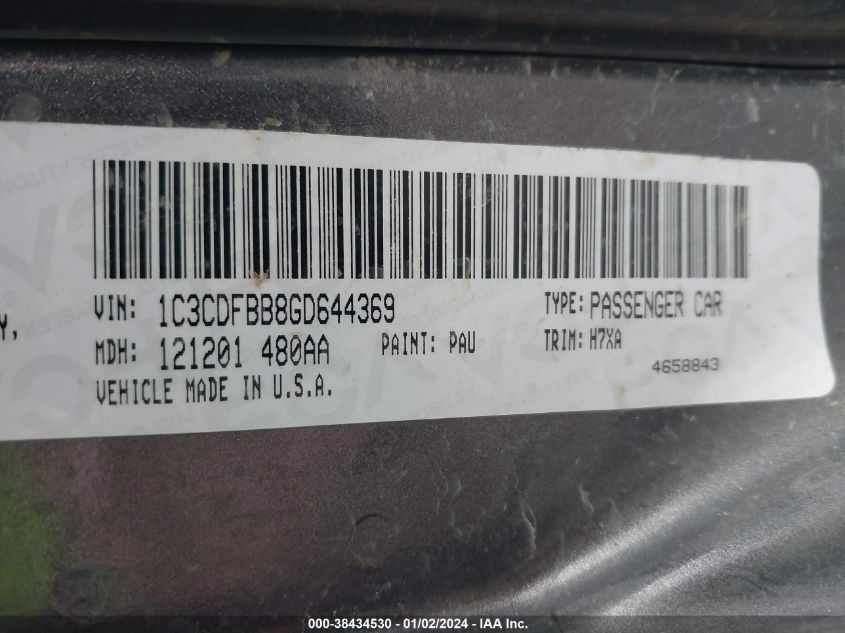 VIN: 1C3CDFBB8GD644369 TYPE: PASSENGER CAR
Y,
MDH: 121201 480AA PAINT: PAU TRIM: H7XA
VEHICLE MADE IN U.S.A. 4658843
000-38434530 - 01/02/2024 - IAA Inc.